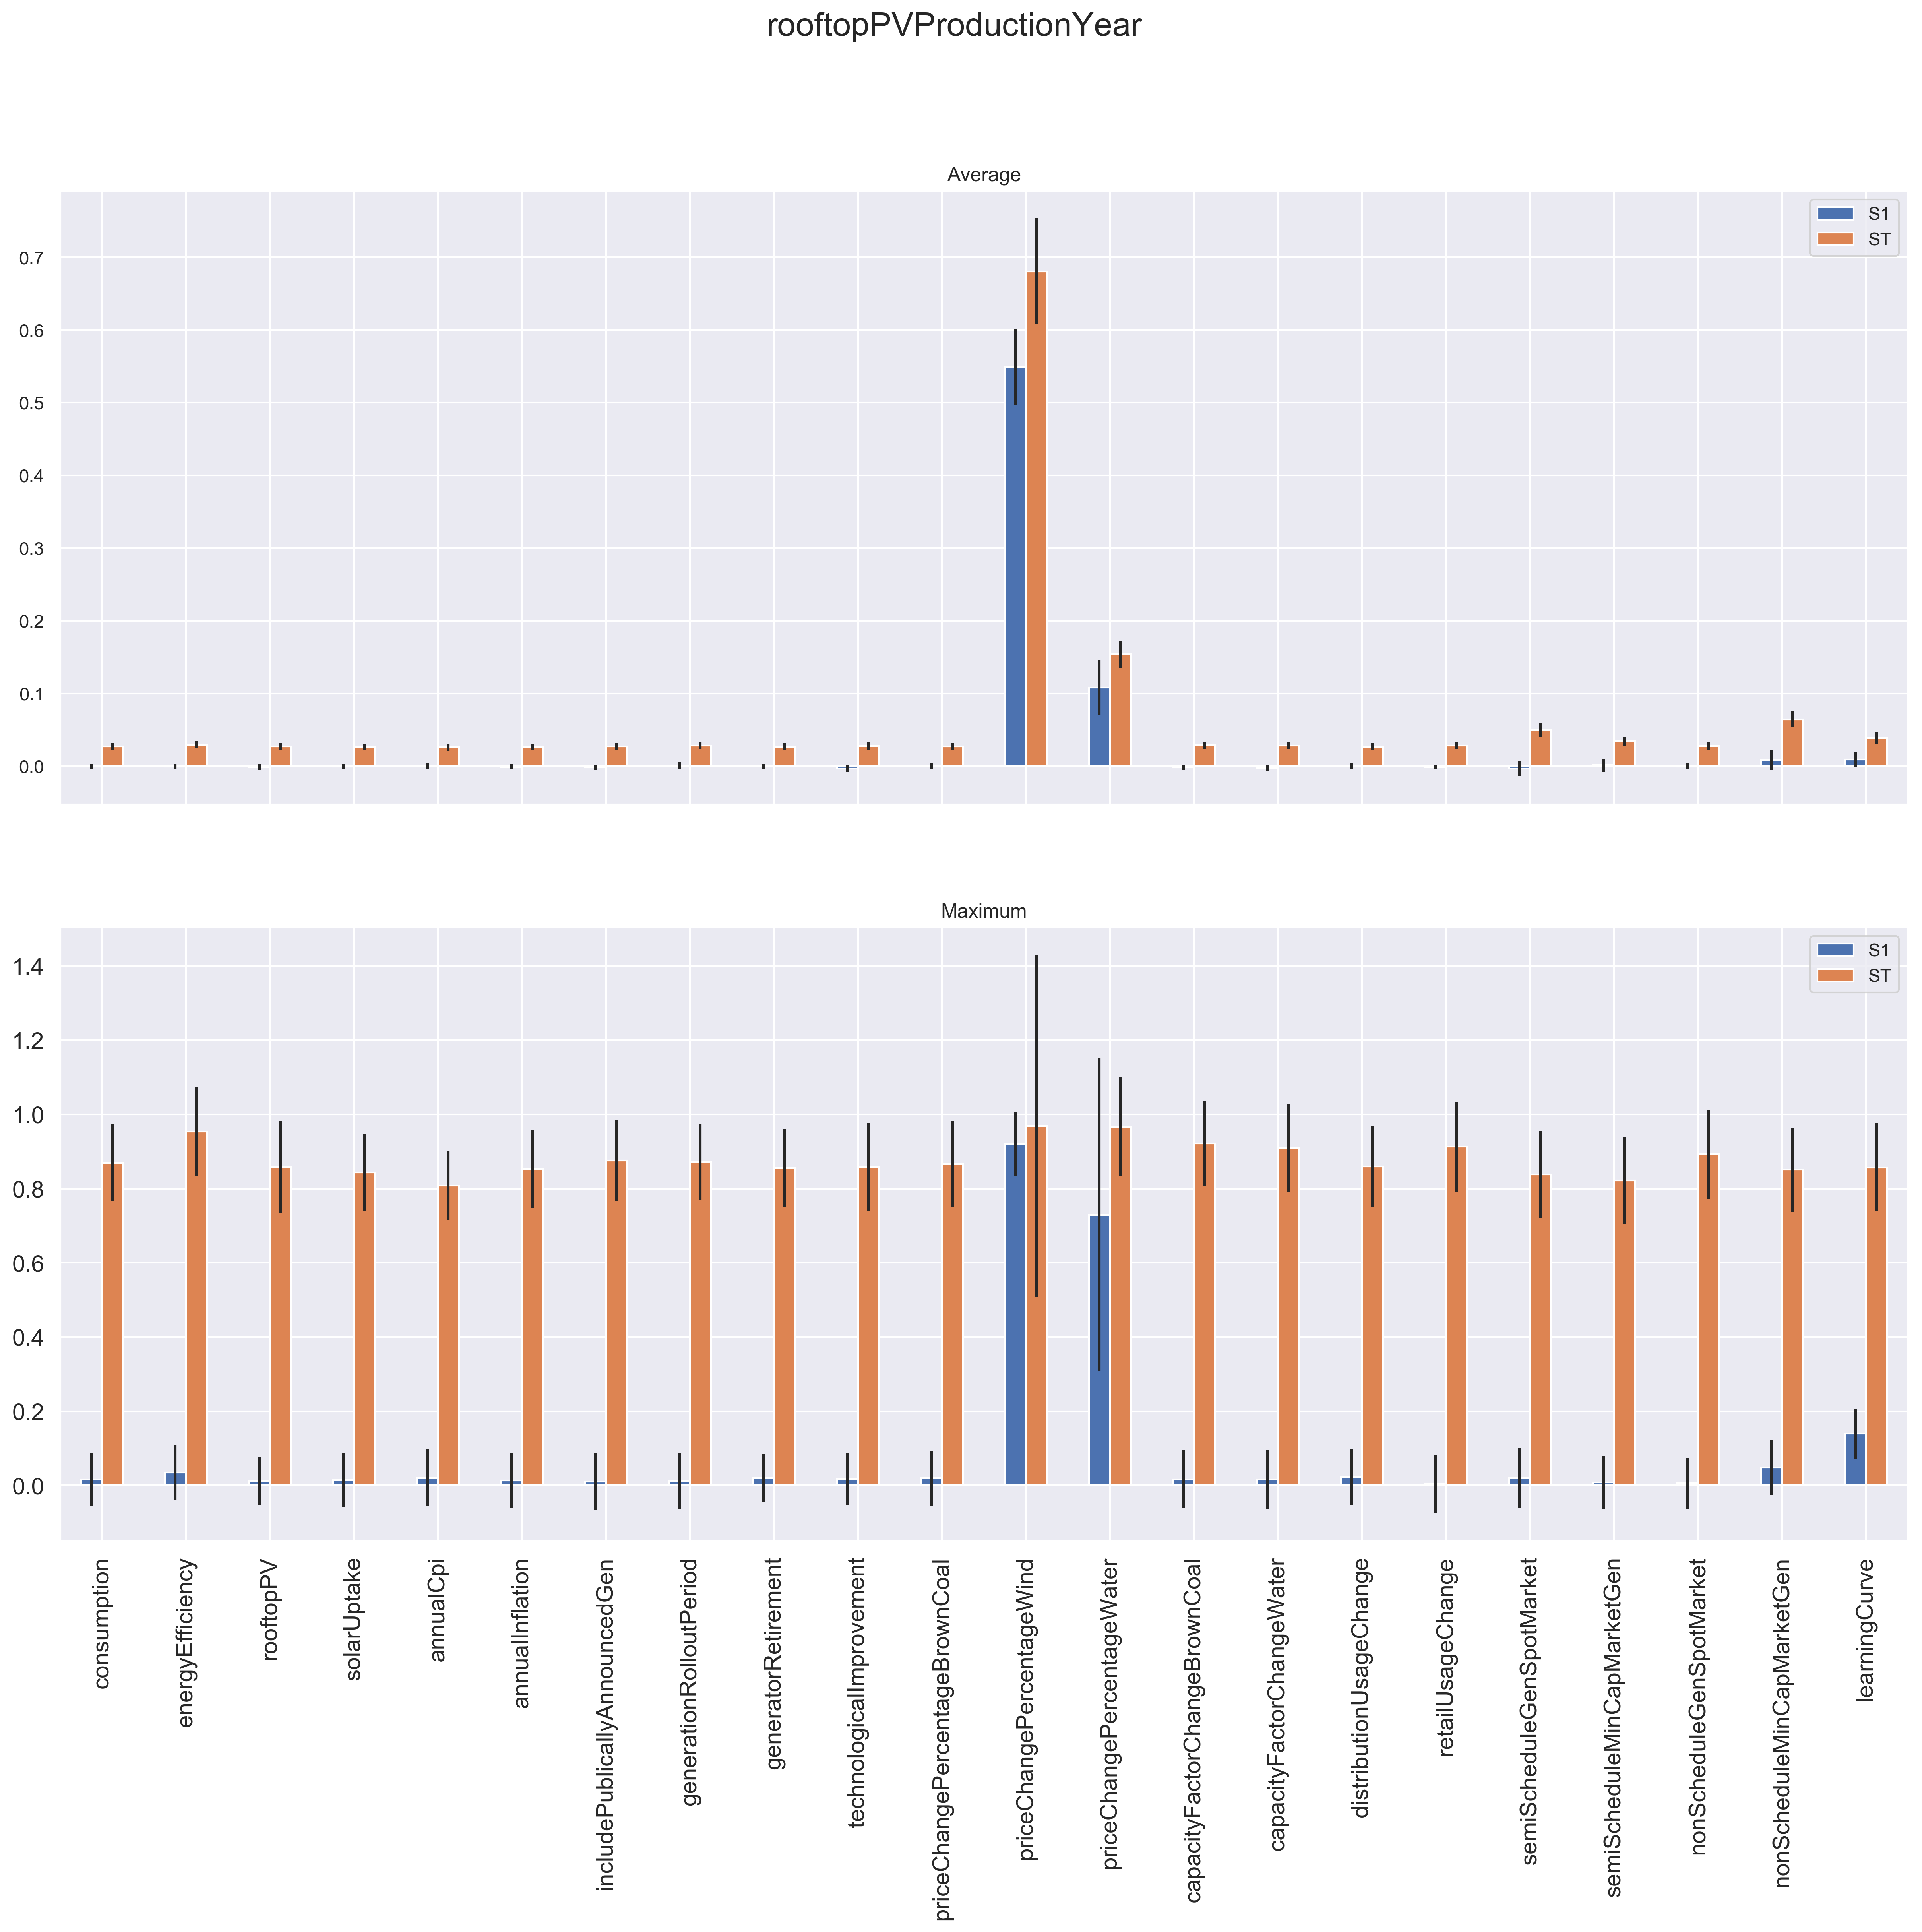 rooftopPVProductionYear
Average
S1
ST
0.7
0.6
0.5
0.4
0.3
0.2
0.1
0.0
Maximum
S1
ST
1.4
1.2
1.0
0.8
0.6
0.4
0.2
0.0
consumption
energyEfficiency
rooftopPV
solarUptake
annualCpi
annualInflation
includePublicallyAnnouncedGen
generationRolloutPeriod
generatorRetirement
technologicalImprovement
priceChangePercentageBrownCoal
priceChangePercentageWind
priceChangePercentageWater
capacityFactorChangeBrownCoal
capacityFactorChangeWater
distributionUsageChange
retailUsageChange
semiScheduleGenSpotMarket
semiScheduleMinCapMarketGen
nonScheduleGenSpotMarket
nonScheduleMinCapMarketGen
learningCurve